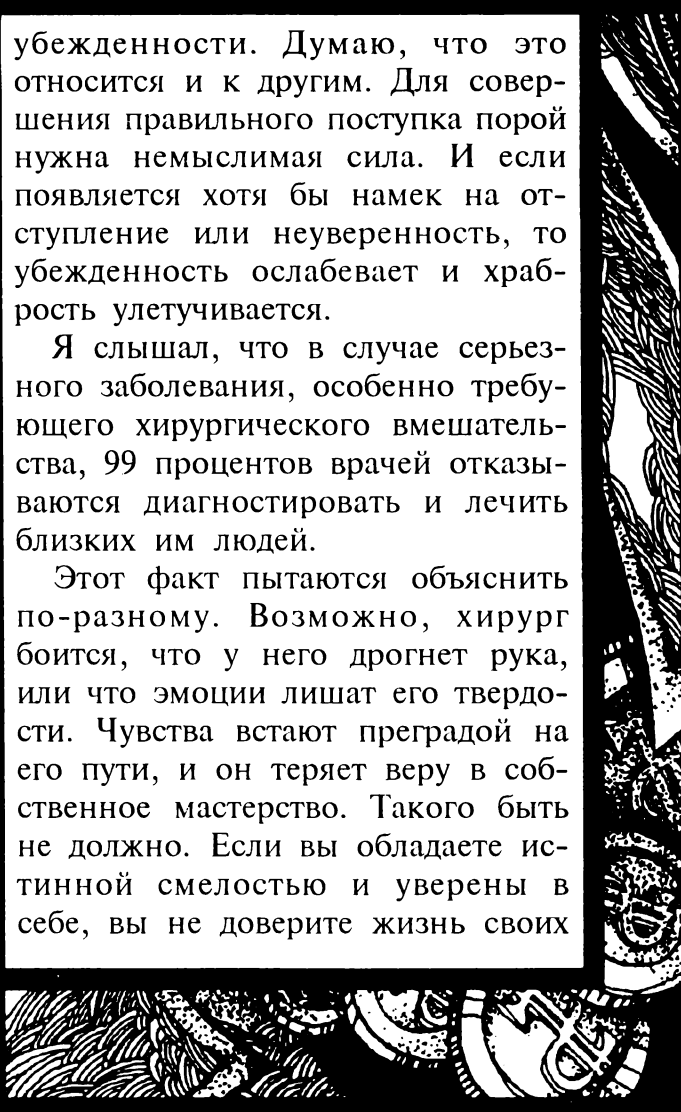 убежденности. Думаю, что это
относится и к другим. Для совер-
шения правильного поступка порой
нужна немыслимая сила. И если
появляется хотя бы намек на от-
ступление или неуверенность, то
убежденность ослабевает и храб-
рость улетучивается.
Я слышал, что в случае серьез-
ного заболевания, особенно требу-
ющего хирургического вмешатель-
ства, 99 процентов врачей отказы-
ваются диагностировать и лечить
близких им людей.
Этот факт пытаются объяснить
по-разному. Возможно, хирург
боится, что у него дрогнет рука,
или что эмоции лишат его твердо-
сти. Чувства встают преградой на
его пути, и он теряет веру в соб-
ственное мастерство. Такого быть
не должно. Если вы обладаете ис-
тинной смелостью и уверены в
себе, вы не доверите жизнь своих